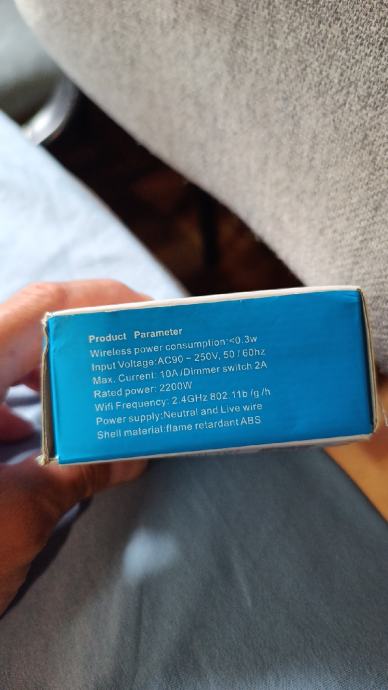 Product Parameter
Wireless power consumption:<0.3w
Input Voltage:AC90 ~ 250V, 50 / 60hz
Max. Current: 10A/Dimmer switch 2A
Rated power: 2200W
Wifi Frequency: 2.4GHz 802.11b /g /h
Power supply:Neutral and Live wire
Shell material:flame retardant ABS